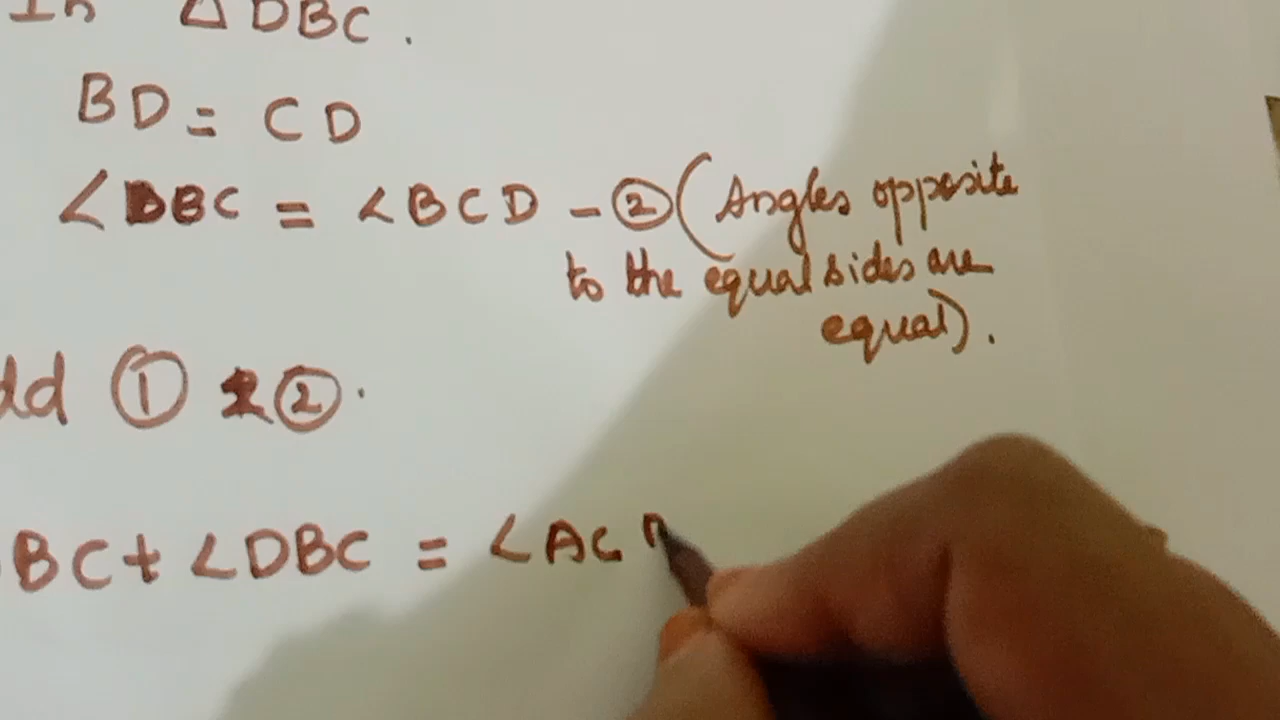 In △DBC.
BD = CD
∠DBC = ∠BCD - ② (Angles opposite
to the equal sides are
equal).
dd ① & ②.
BC + ∠DBC = ∠AC